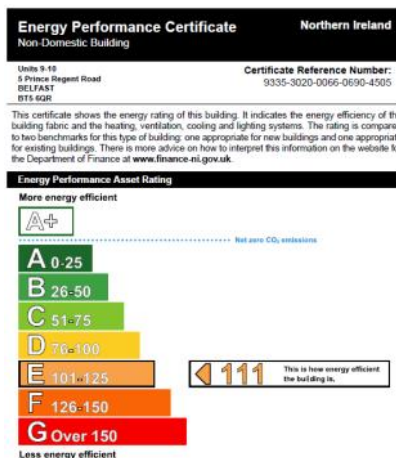 Energy Performance Certificate
Northern Ireland
Non-Domestic Building
Units 9-10
5 Prince Regent Road
BELFAST
BT5 6QR
Certificate Reference Number:
9335-3020-0066-0690-4505
This certificate shows the energy rating of this building. It indicates the energy efficiency of th
building fabric and the heating, ventilation, cooling and lighting systems. The rating is compare
to two benchmarks for this type of building: one appropriate for new buildings and one appropriat
for existing buildings. There is more advice on how to interpret this information on the website fo
the Department of Finance at www.finance-ni.gov.uk.
Energy Performance Asset Rating
More energy efficient
A+
Net zero CO₂ emissions
A 0-25
B 26-50
C 51-75
D 76-100
E 101-125
111
This is how energy efficient
the building is.
F 126-150
G Over 150
Less energy efficient